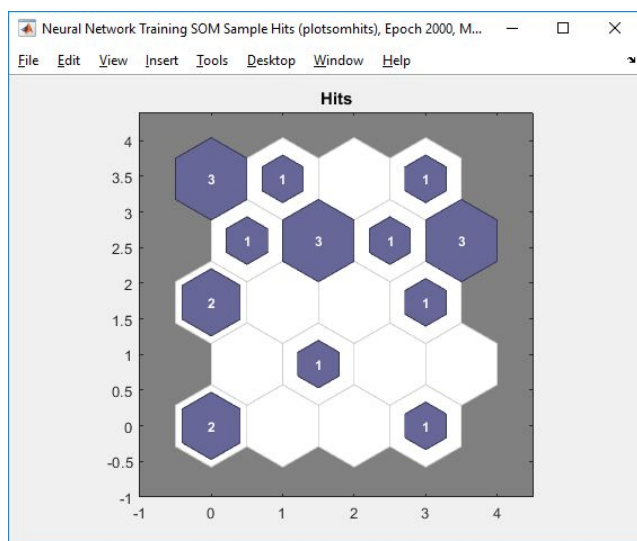 Neural Network Training SOM Sample Hits (plotsomhits), Epoch 2000, M...
File Edit View Insert Tools Desktop Window Help
Hits
4
3.5
3
2.5
2
1.5
1
0.5
0
-0.5
-1
3 1 1
1 3 1 3
2 1
1
2 1
-1 0 1 2 3 4